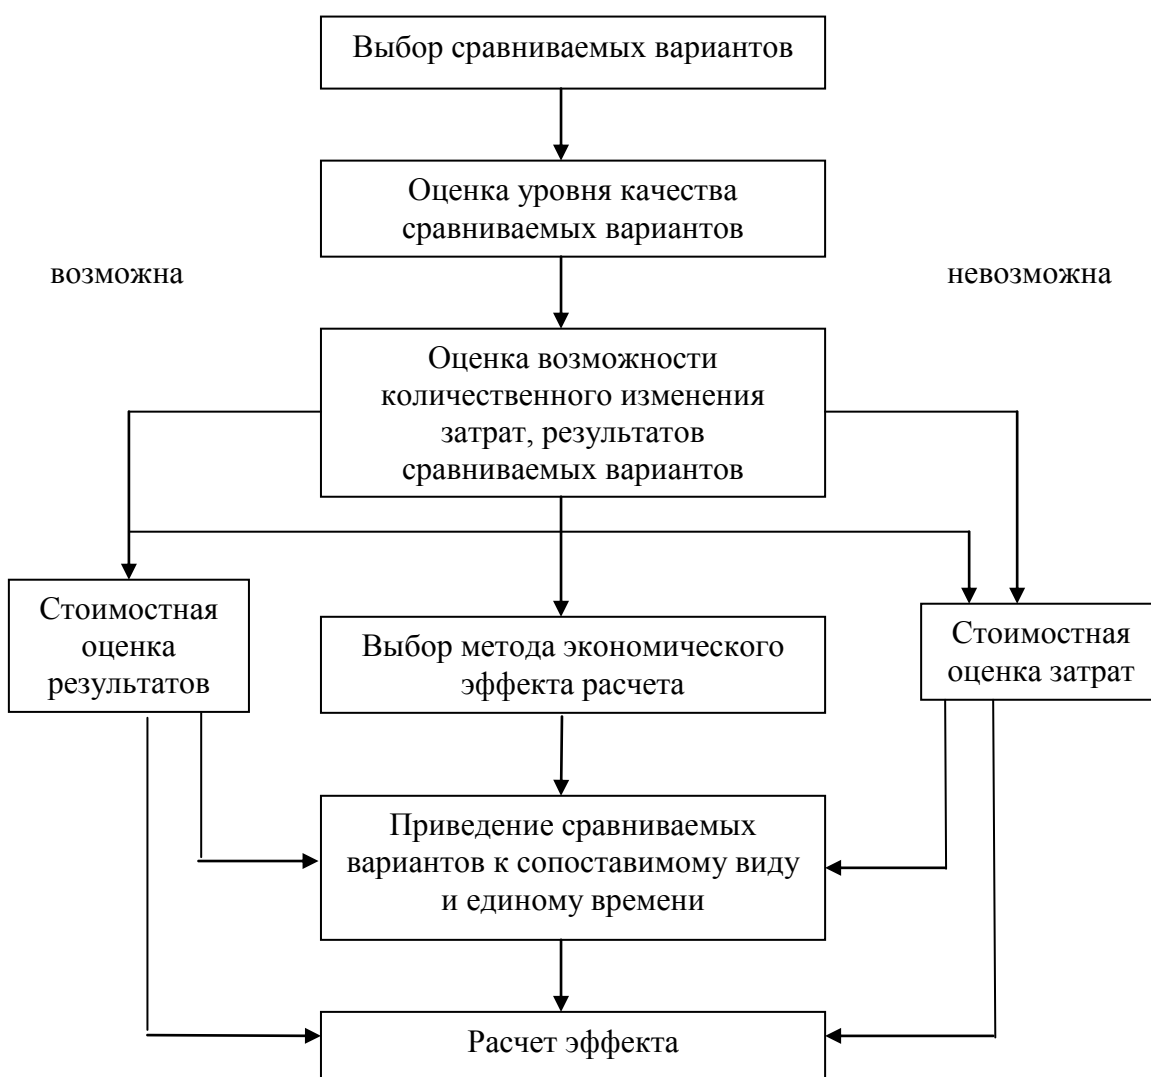 Выбор сравниваемых вариантов
Оценка уровня качества
сравниваемых вариантов
возможна
невозможна
Оценка возможности
количественного изменения
затрат, результатов
сравниваемых вариантов
Стоимостная
оценка
результатов
Выбор метода экономического
эффекта расчета
Стоимостная
оценка затрат
Приведение сравниваемых
вариантов к сопоставимому виду
и единому времени
Расчет эффекта